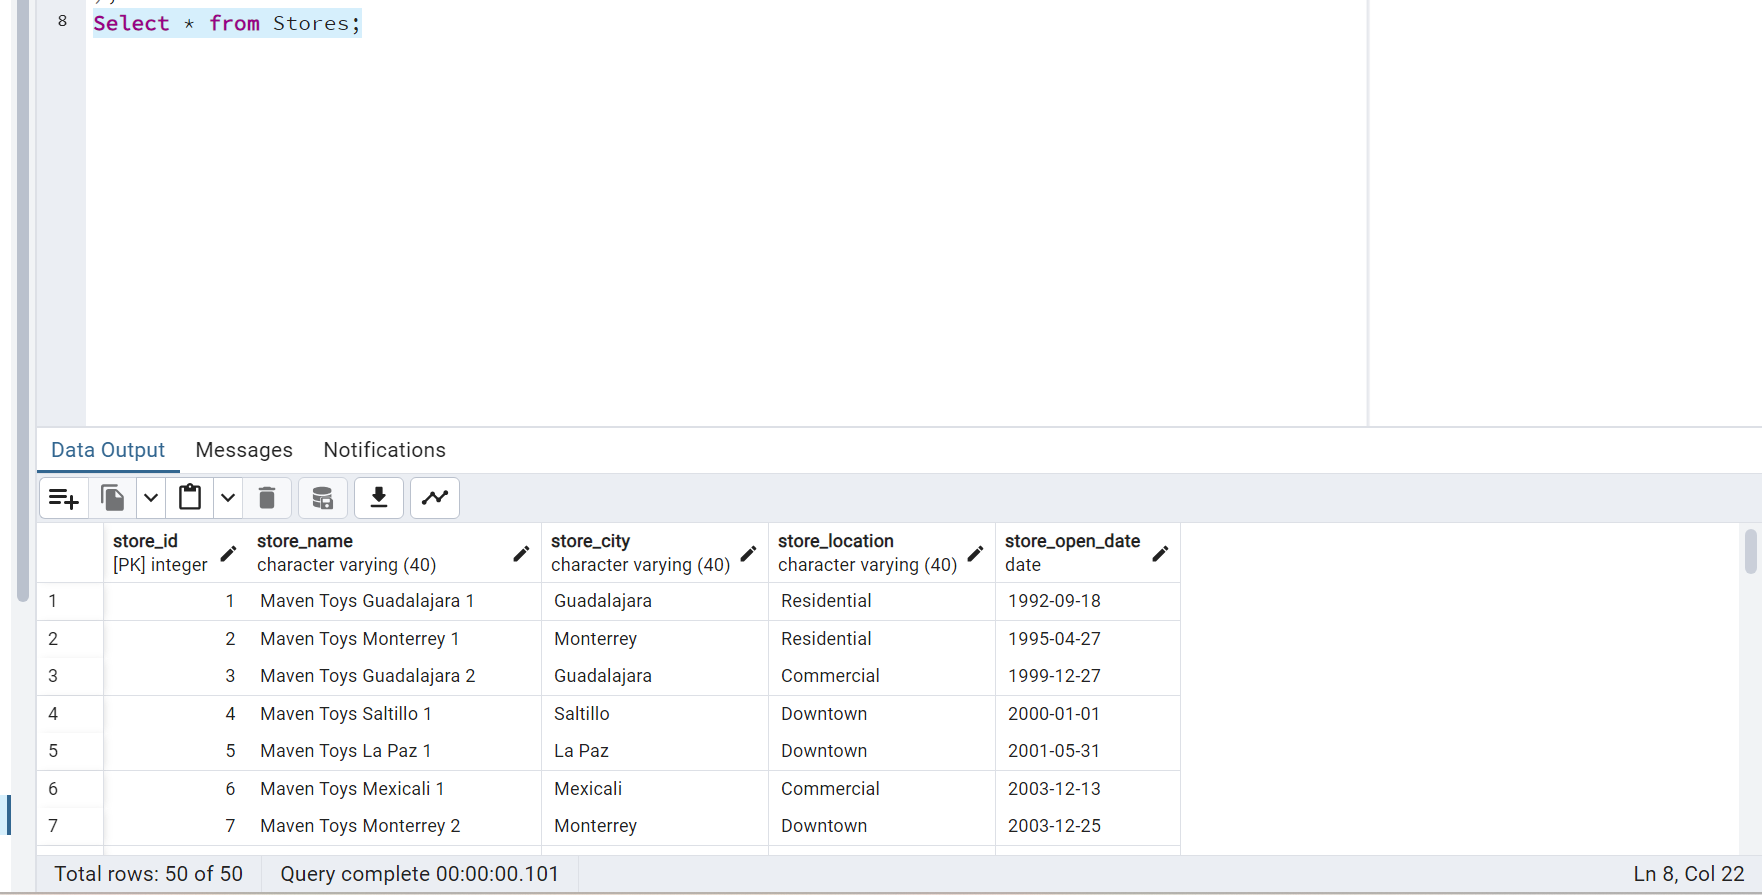 8 Select * from Stores;
Data Output Messages Notifications
store_id store_name store_city store_location store_open_date
[PK] integer character varying (40) character varying (40) character varying (40) date
1 1 Maven Toys Guadalajara 1 Guadalajara Residential 1992-09-18
2 2 Maven Toys Monterrey 1 Monterrey Residential 1995-04-27
3 3 Maven Toys Guadalajara 2 Guadalajara Commercial 1999-12-27
4 4 Maven Toys Saltillo 1 Saltillo Downtown 2000-01-01
5 5 Maven Toys La Paz 1 La Paz Downtown 2001-05-31
6 6 Maven Toys Mexicali 1 Mexicali Commercial 2003-12-13
7 7 Maven Toys Monterrey 2 Monterrey Downtown 2003-12-25
Total rows: 50 of 50 Query complete 00:00:00.101 Ln 8, Col 22